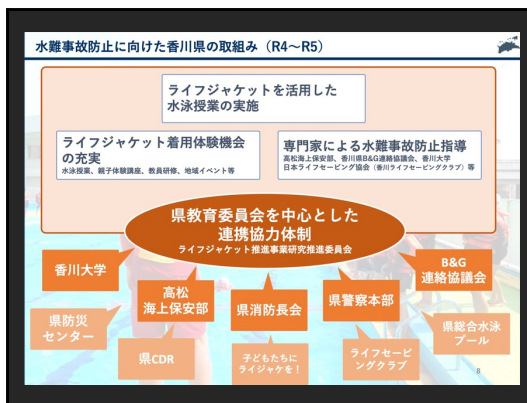 水難事故防止に向けた香川県の取組み（R4～R5）
ライフジャケットを活用した
水泳授業の実施
ライフジャケット着用体験機会
の充実
水泳授業、親子体験講座、教員研修、地域イベント等
専門家による水難事故防止指導
高松海上保安部、香川県B&G連絡協議会、香川大学
日本ライフセービング協会（香川ライフセービングクラブ）等
県教育委員会を中心とした
連携協力体制
ライフジャケット推進事業研究推進委員会
香川大学
高松
海上保安部
県消防長会
県警察本部
B&G
連絡協議会
県防災
センター
県CDR
子どもたちに
ライジャケを！
ライフセービ
ングクラブ
県総合水泳
プール
8